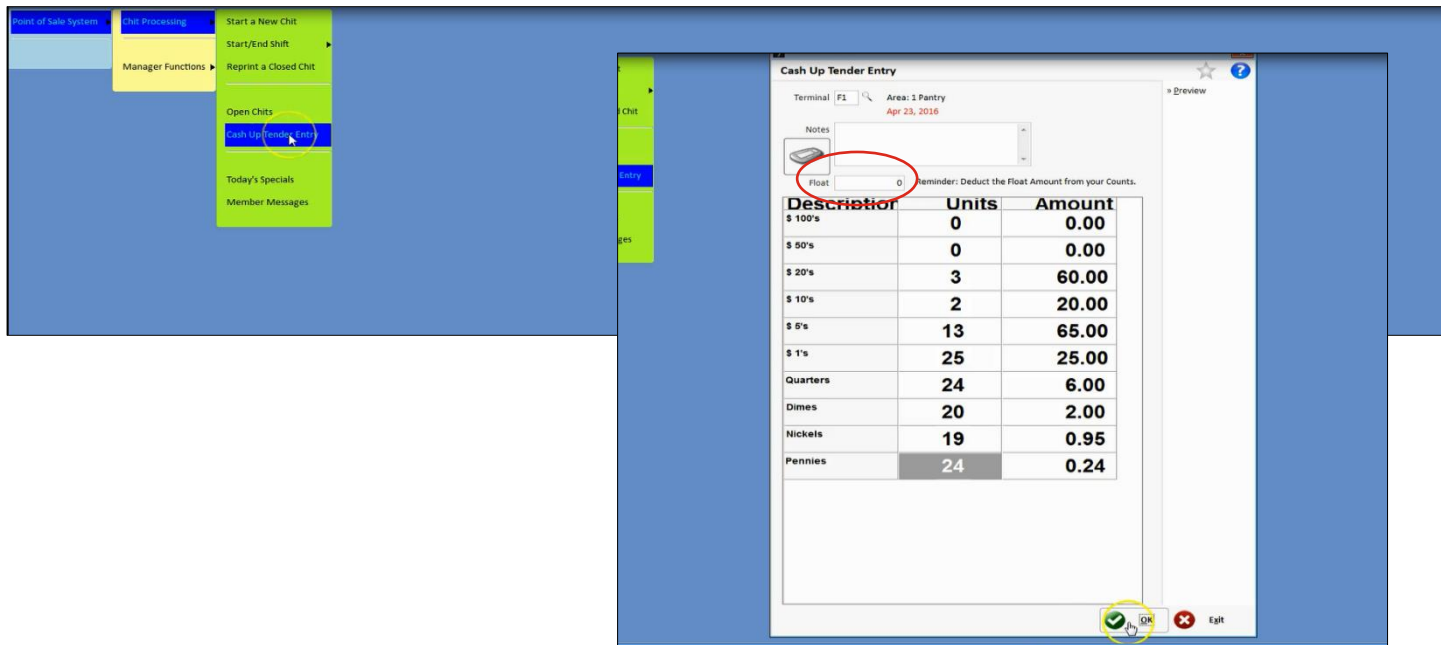 Point of Sale System
Chit Processing
Manager Functions
Start a New Chit
Start/End Shift
Reprint a Closed Chit
Open Chits
Cash Up Tender Entry
Today's Specials
Member Messages
t
l Chit
Entry
ges
Cash Up Tender Entry
» Preview
Terminal F1 Area: 1 Pantry
Apr 23, 2016
Notes
Float 0 Reminder: Deduct the Float Amount from your Counts.
Description Units Amount
$ 100's 0 0.00
$ 50's 0 0.00
$ 20's 3 60.00
$ 10's 2 20.00
$ 5's 13 65.00
$ 1's 25 25.00
Quarters 24 6.00
Dimes 20 2.00
Nickels 19 0.95
Pennies 24 0.24
OK Exit